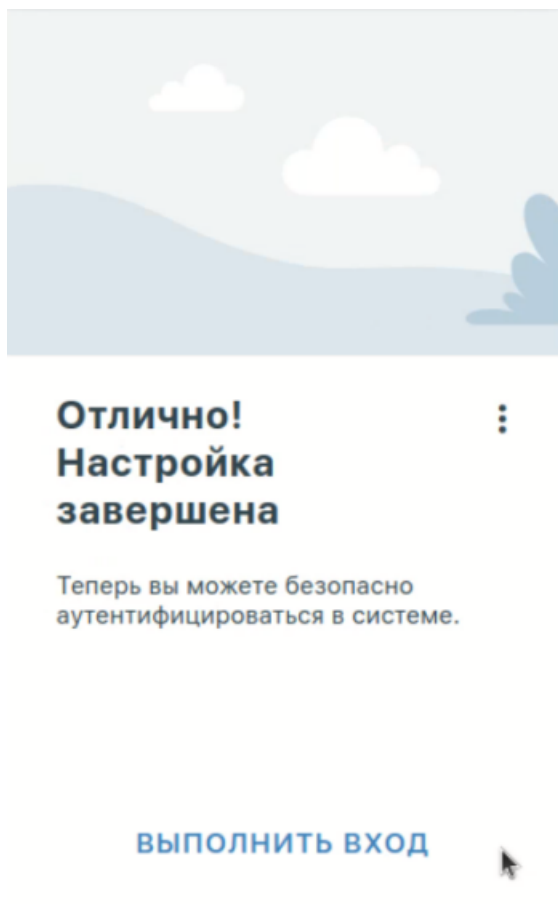 Отлично!
Настройка
завершена
Теперь вы можете безопасно
аутентифицироваться в системе.
ВЫПОЛНИТЬ ВХОД